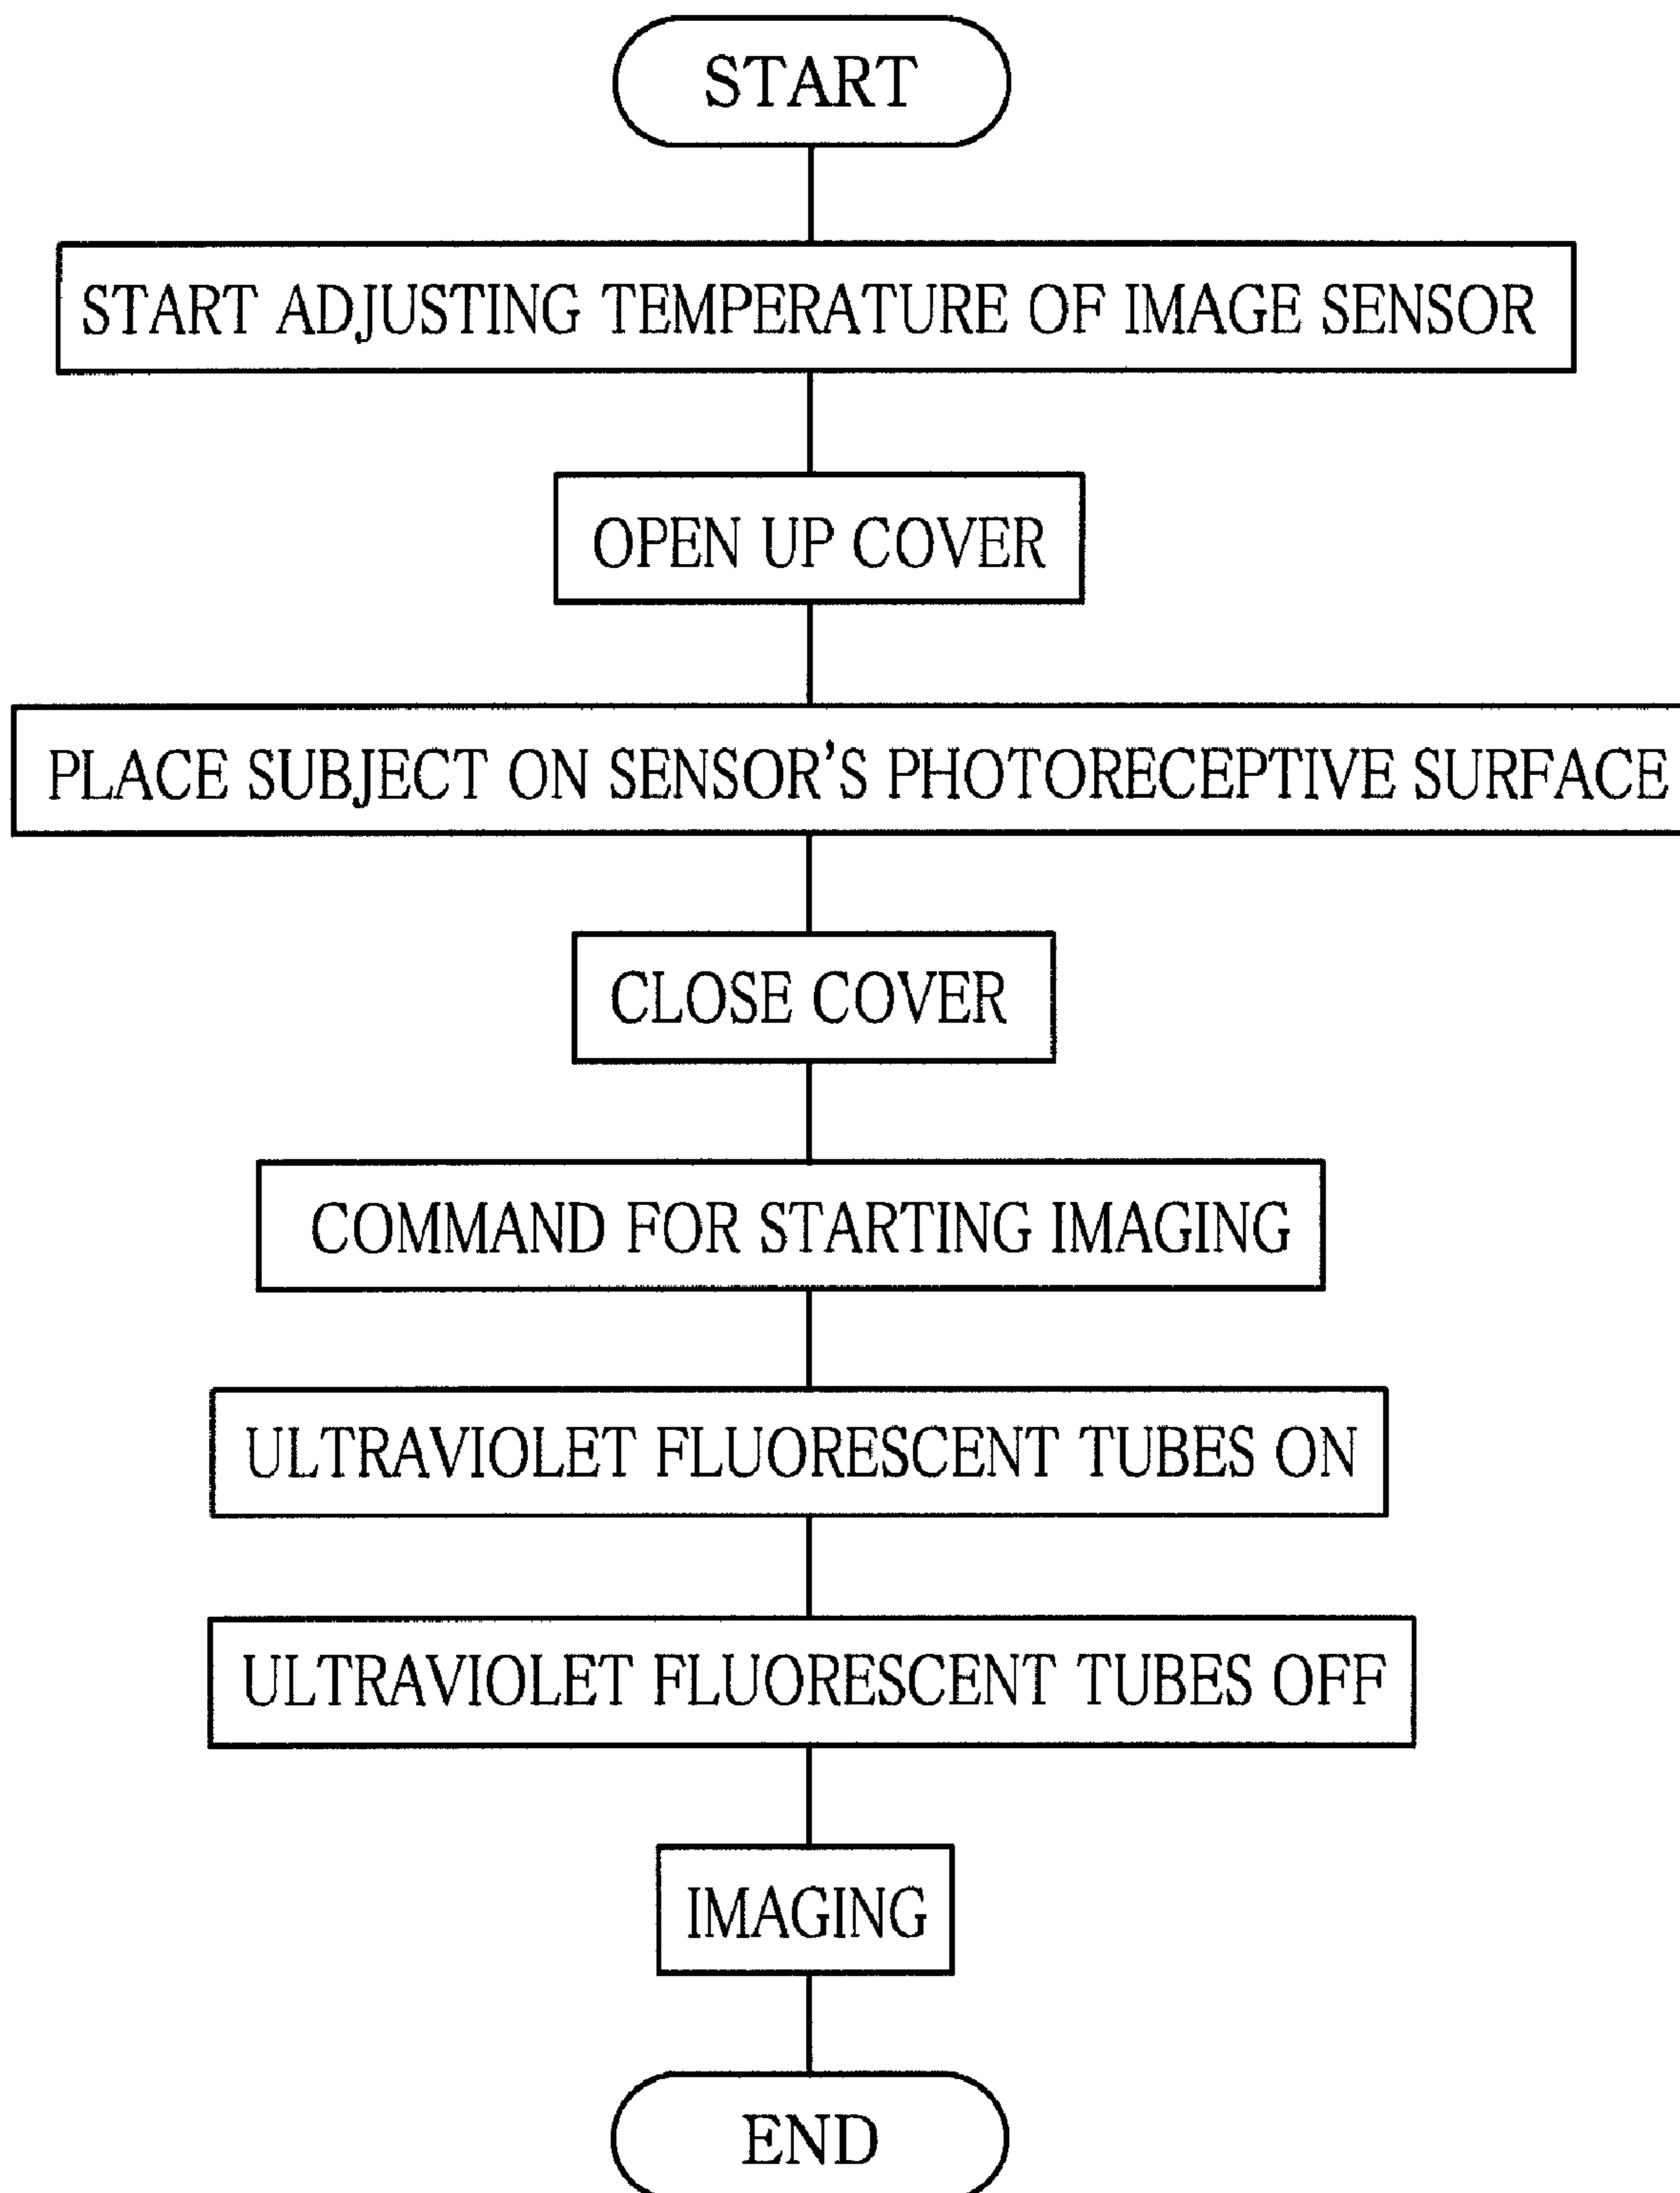 START
START ADJUSTING TEMPERATURE OF IMAGE SENSOR
OPEN UP COVER
PLACE SUBJECT ON SENSOR'S PHOTORECEPTIVE SURFACE
CLOSE COVER
COMMAND FOR STARTING IMAGING
ULTRAVIOLET FLUORESCENT TUBES ON
ULTRAVIOLET FLUORESCENT TUBES OFF
IMAGING
END